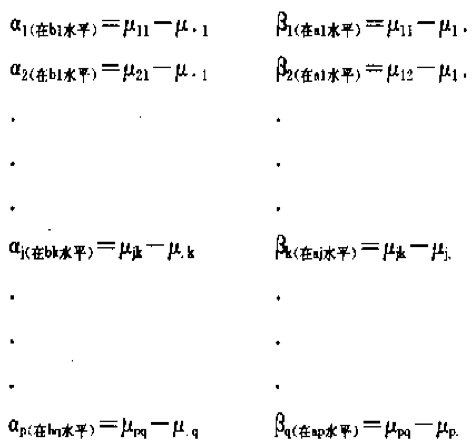 α₁(在b1水平)=μ₁₁−μ.₁ β₁(在a1水平)=μ₁₁−μ₁.
α₂(在b1水平)=μ₂₁−μ.₁ β₂(在a1水平)=μ₁₂−μ₁.
. .
. .
. .
αj(在bk水平)=μjk−μ.k βk(在aj水平)=μjk−μj.
. .
. .
. .
αp(在bq水平)=μpq−μ.q βq(在ap水平)=μpq−μp.